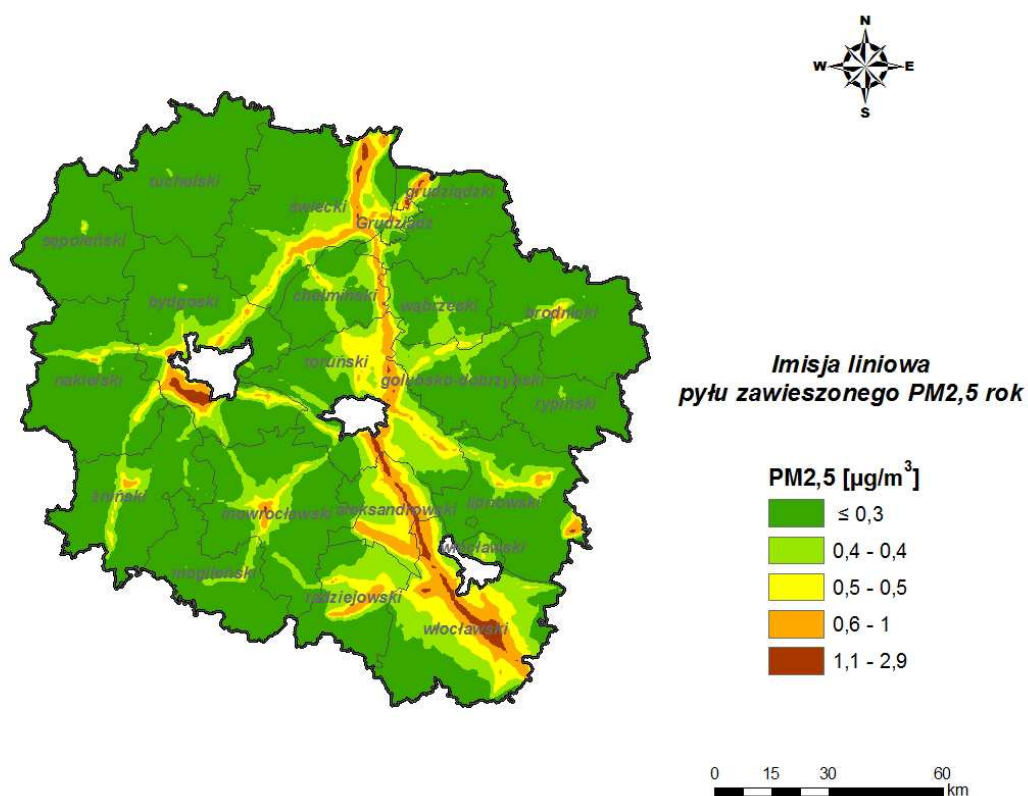 N
W E
S
tucholski
grudziądzki
świecki
Grudziądz
sępoleński
bydgoski
chełmiński
wąbrzeski
brodnicki
toruński
nakielski
golubsko-dobrzyński
rypiński
żniński
inowrocławski
aleksandrowski
lipnowski
włocławski
mogileński
radziejowski
włocławski
Imisja liniowa
pyłu zawieszonego PM2,5 rok
PM2,5 [µg/m³]
≤ 0,3
0,4 - 0,4
0,5 - 0,5
0,6 - 1
1,1 - 2,9
0 15 30 60
km